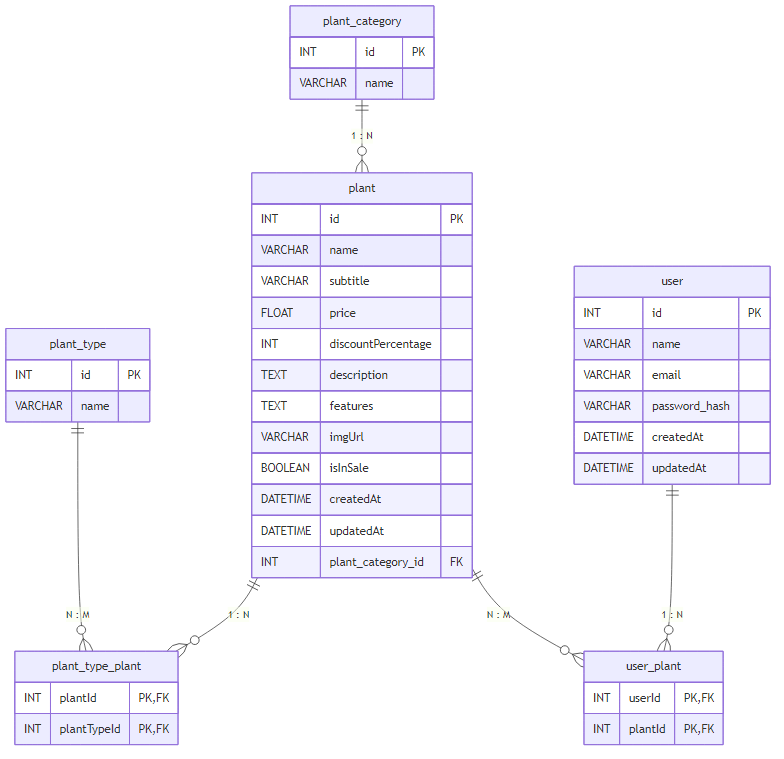 plant_category
INT id PK
VARCHAR name
1 : N
plant
INT id PK
VARCHAR name
VARCHAR subtitle
FLOAT price
INT discountPercentage
TEXT description
TEXT features
VARCHAR imgUrl
BOOLEAN isInSale
DATETIME createdAt
DATETIME updatedAt
INT plant_category_id FK
plant_type
INT id PK
VARCHAR name
user
INT id PK
VARCHAR name
VARCHAR email
VARCHAR password_hash
DATETIME createdAt
DATETIME updatedAt
N : M
1 : N
N : M
1 : N
plant_type_plant
INT plantId PK,FK
INT plantTypeId PK,FK
user_plant
INT userId PK,FK
INT plantId PK,FK